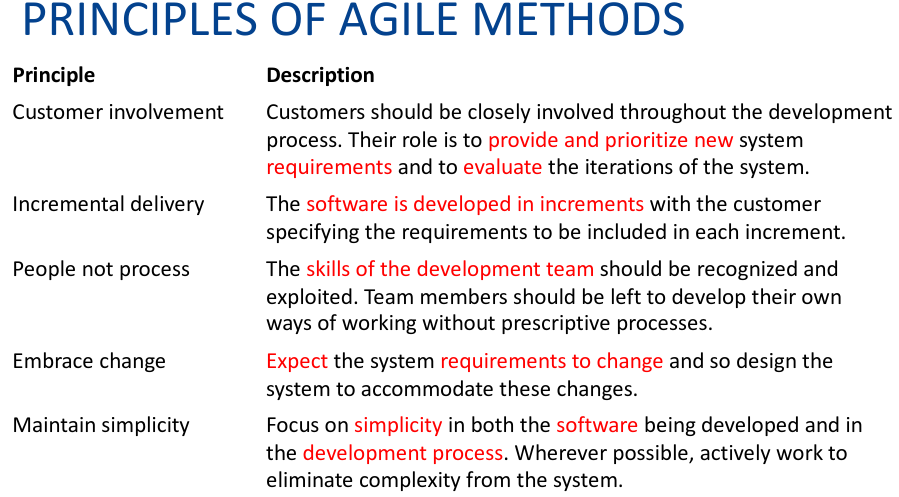 PRINCIPLES OF AGILE METHODS
Principle Description
Customer involvement Customers should be closely involved throughout the development
process. Their role is to provide and prioritize new system
requirements and to evaluate the iterations of the system.
Incremental delivery The software is developed in increments with the customer
specifying the requirements to be included in each increment.
People not process The skills of the development team should be recognized and
exploited. Team members should be left to develop their own
ways of working without prescriptive processes.
Embrace change Expect the system requirements to change and so design the
system to accommodate these changes.
Maintain simplicity Focus on simplicity in both the software being developed and in
the development process. Wherever possible, actively work to
eliminate complexity from the system.